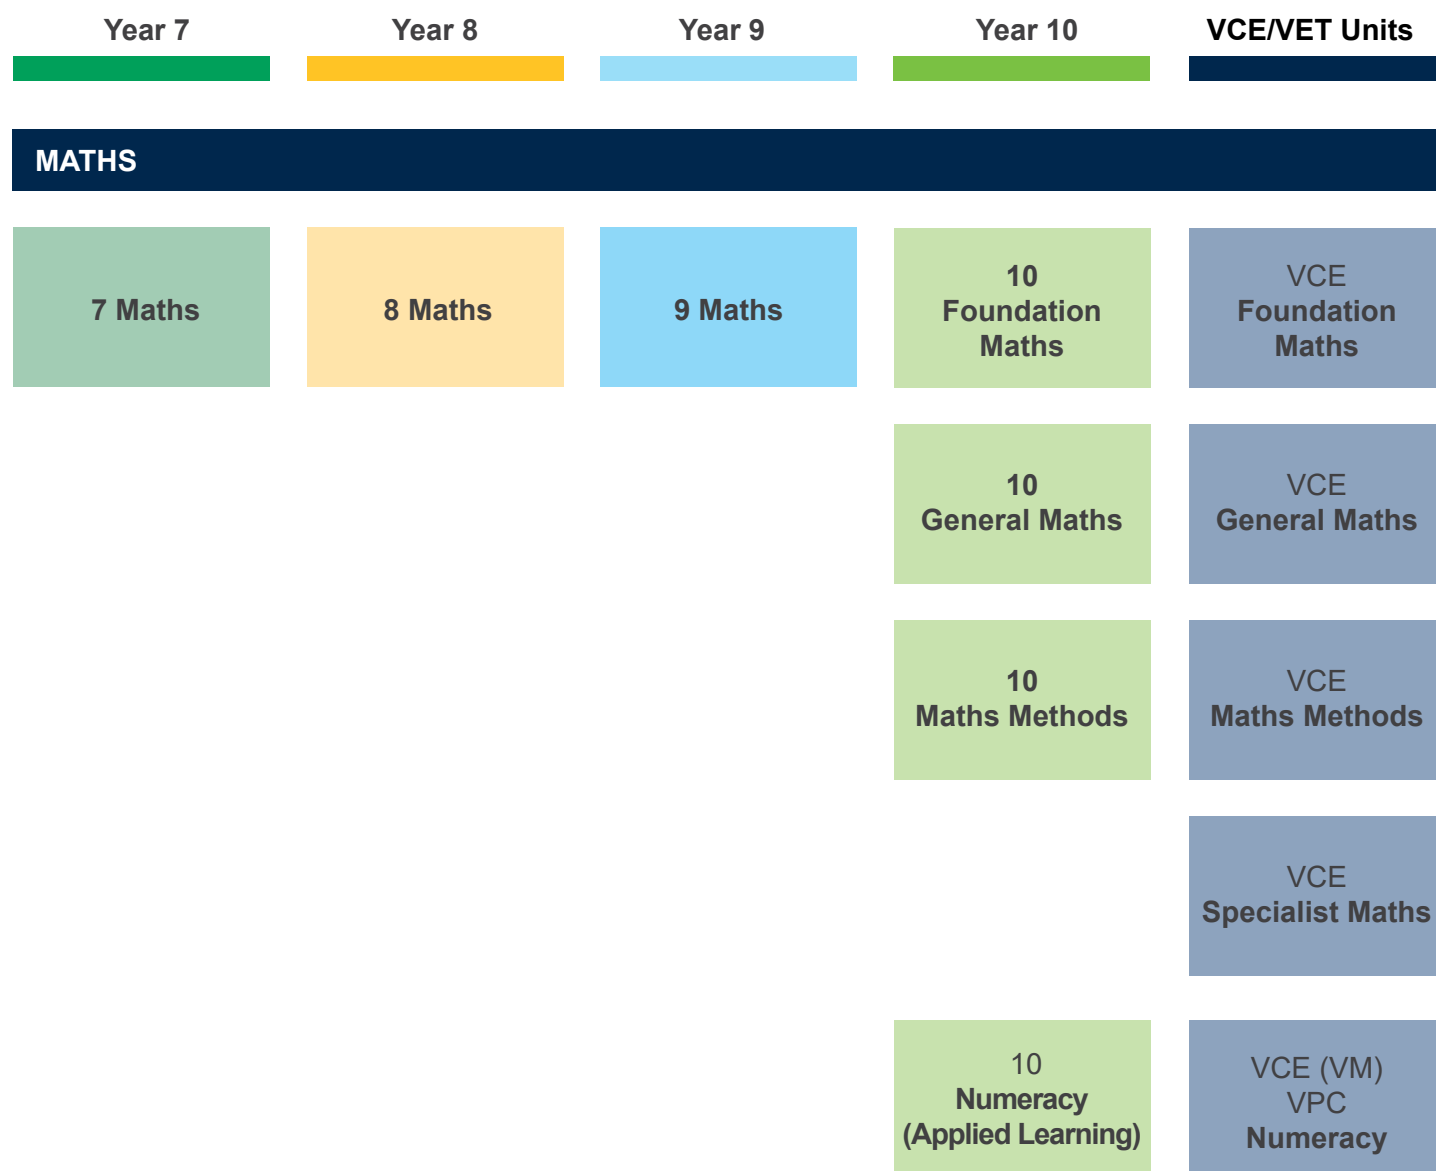 Year 7
Year 8
Year 9
Year 10
VCE/VET Units
MATHS
7 Maths
8 Maths
9 Maths
10
Foundation
Maths
VCE
Foundation
Maths
10
General Maths
VCE
General Maths
10
Maths Methods
VCE
Maths Methods
VCE
Specialist Maths
10
Numeracy
(Applied Learning)
VCE (VM)
VPC
Numeracy